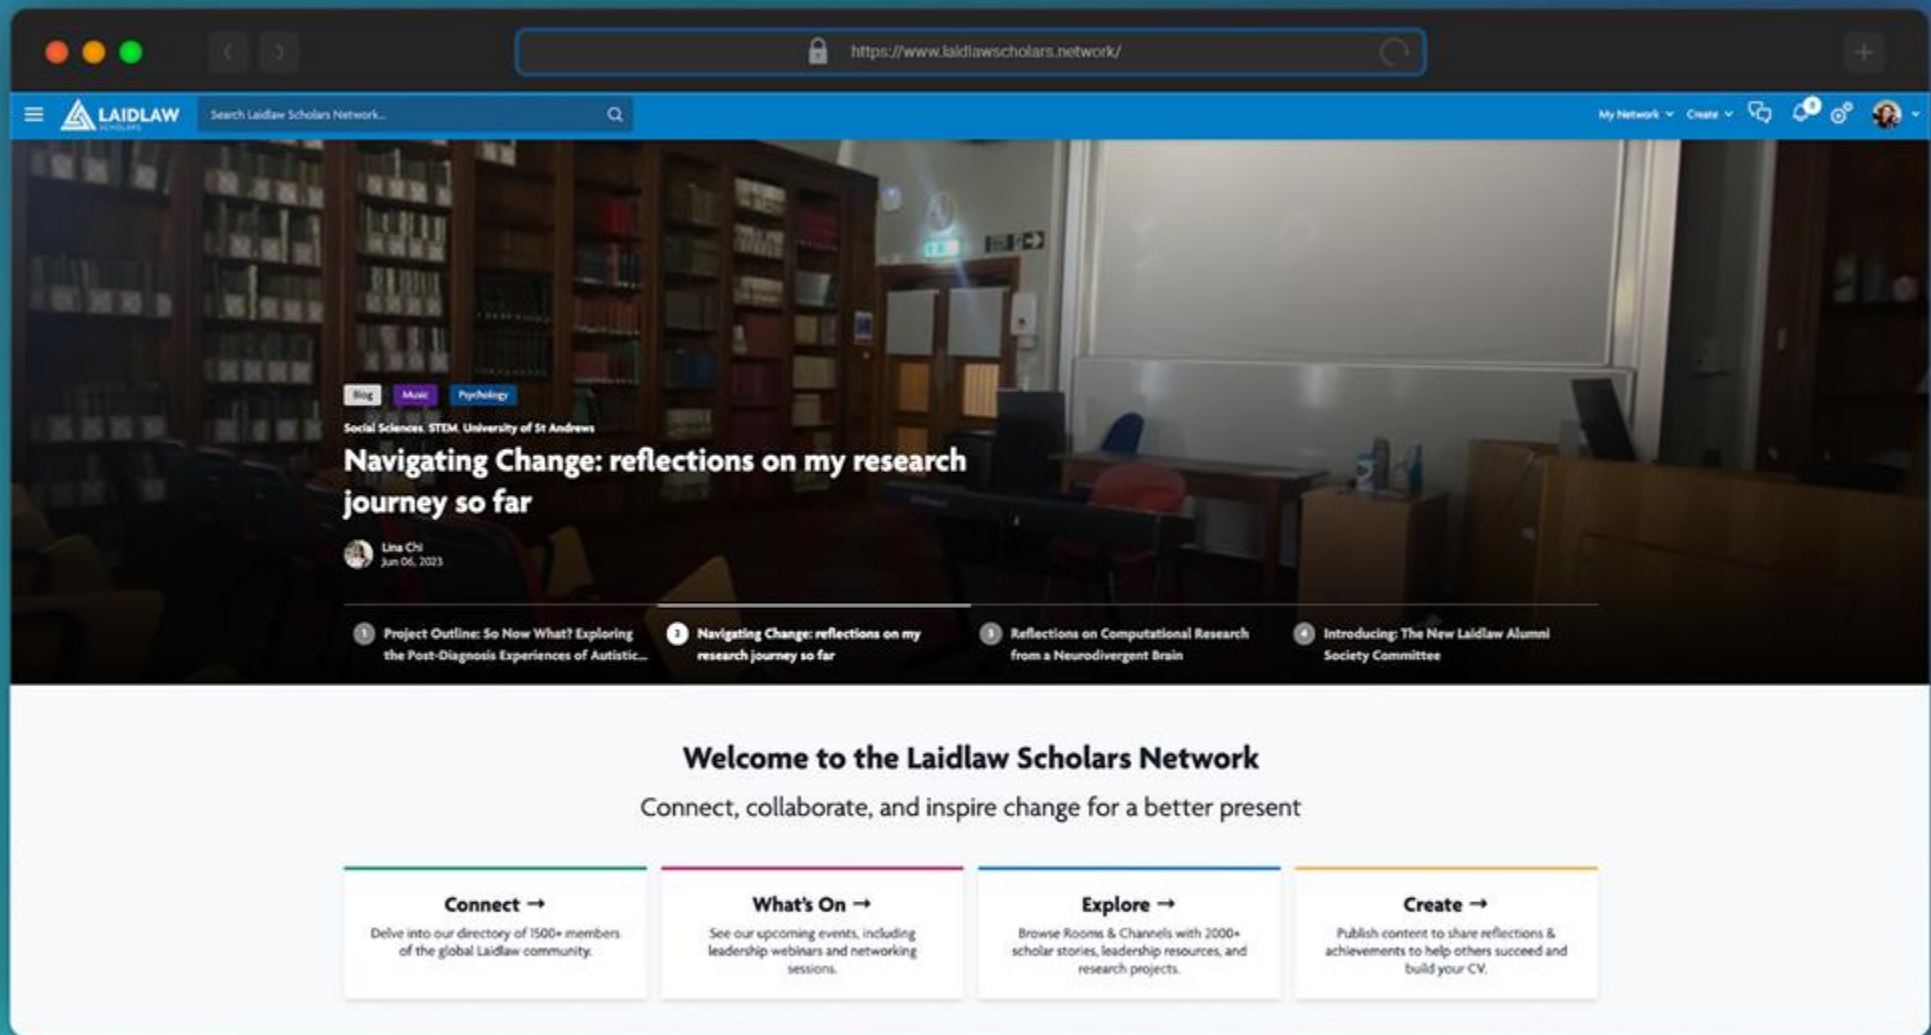 https://www.laidlawscholars.network/
LAIDLAW
SCHOLARS
Search Laidlaw Scholars Network...
My Network
Create
Blog
Music
Psychology
Social Sciences, STEM, University of St Andrews
Navigating Change: reflections on my research
journey so far
Lina Chi
Jun 06, 2023
1 Project Outline: So Now What? Exploring
the Post-Diagnosis Experiences of Autistic...
2 Navigating Change: reflections on my
research journey so far
3 Reflections on Computational Research
from a Neurodivergent Brain
4 Introducing: The New Laidlaw Alumni
Society Committee
Welcome to the Laidlaw Scholars Network
Connect, collaborate, and inspire change for a better present
Connect →
Delve into our directory of 1500+ members
of the global Laidlaw community.
What's On →
See our upcoming events, including
leadership webinars and networking
sessions.
Explore →
Browse Rooms & Channels with 2000+
scholar stories, leadership resources, and
research projects.
Create →
Publish content to share reflections &
achievements to help others succeed and
build your CV.